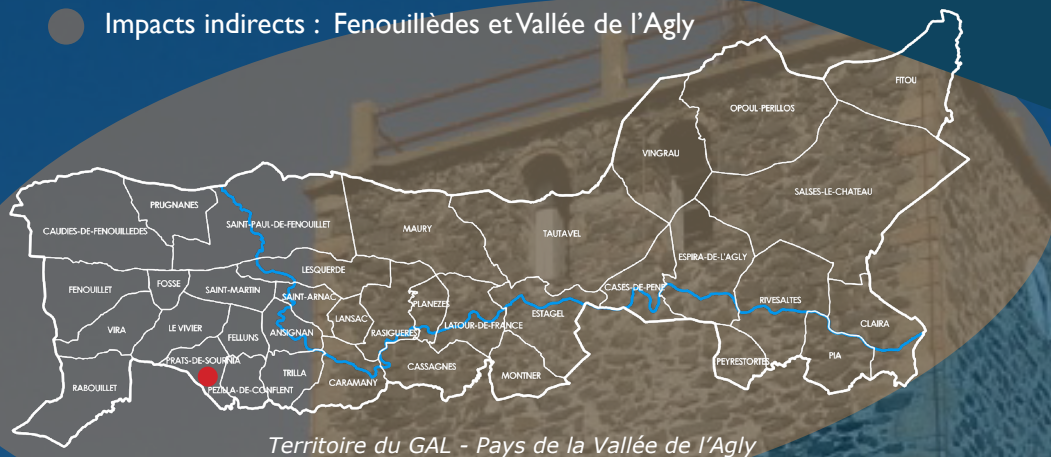 Impacts indirects : Fenouillèdes et Vallée de l'Agly
FITOU
OPOUL-PERILLOS
VINGRAU
SALSES-LE-CHATEAU
PRUGNANES
SAINT-PAUL-DE-FENOUILLET
MAURY
CAUDIES-DE-FENOUILLEDES
TAUTAVEL
ESPIRA-DE-L'AGLY
LESQUERDE
FENOUILLET
FOSSE
SAINT-MARTIN
SAINT-ARNAC
CASES-DE-PENE
RIVESALTES
PLANEZES
LANSAC
ESTAGEL
CLAIRA
VIRA
LE VIVIER
FELLUNS
ANSIGNAN
RASIGUERES
LATOUR-DE-FRANCE
PIA
PRATS-DE-SOURNIA
PEYRESTORTES
CASSAGNES
TRILLA
MONTNER
RABOUILLET
PEZILLA-DE-CONFLENT
CARAMANY
Territoire du GAL - Pays de la Vallée de l'Agly